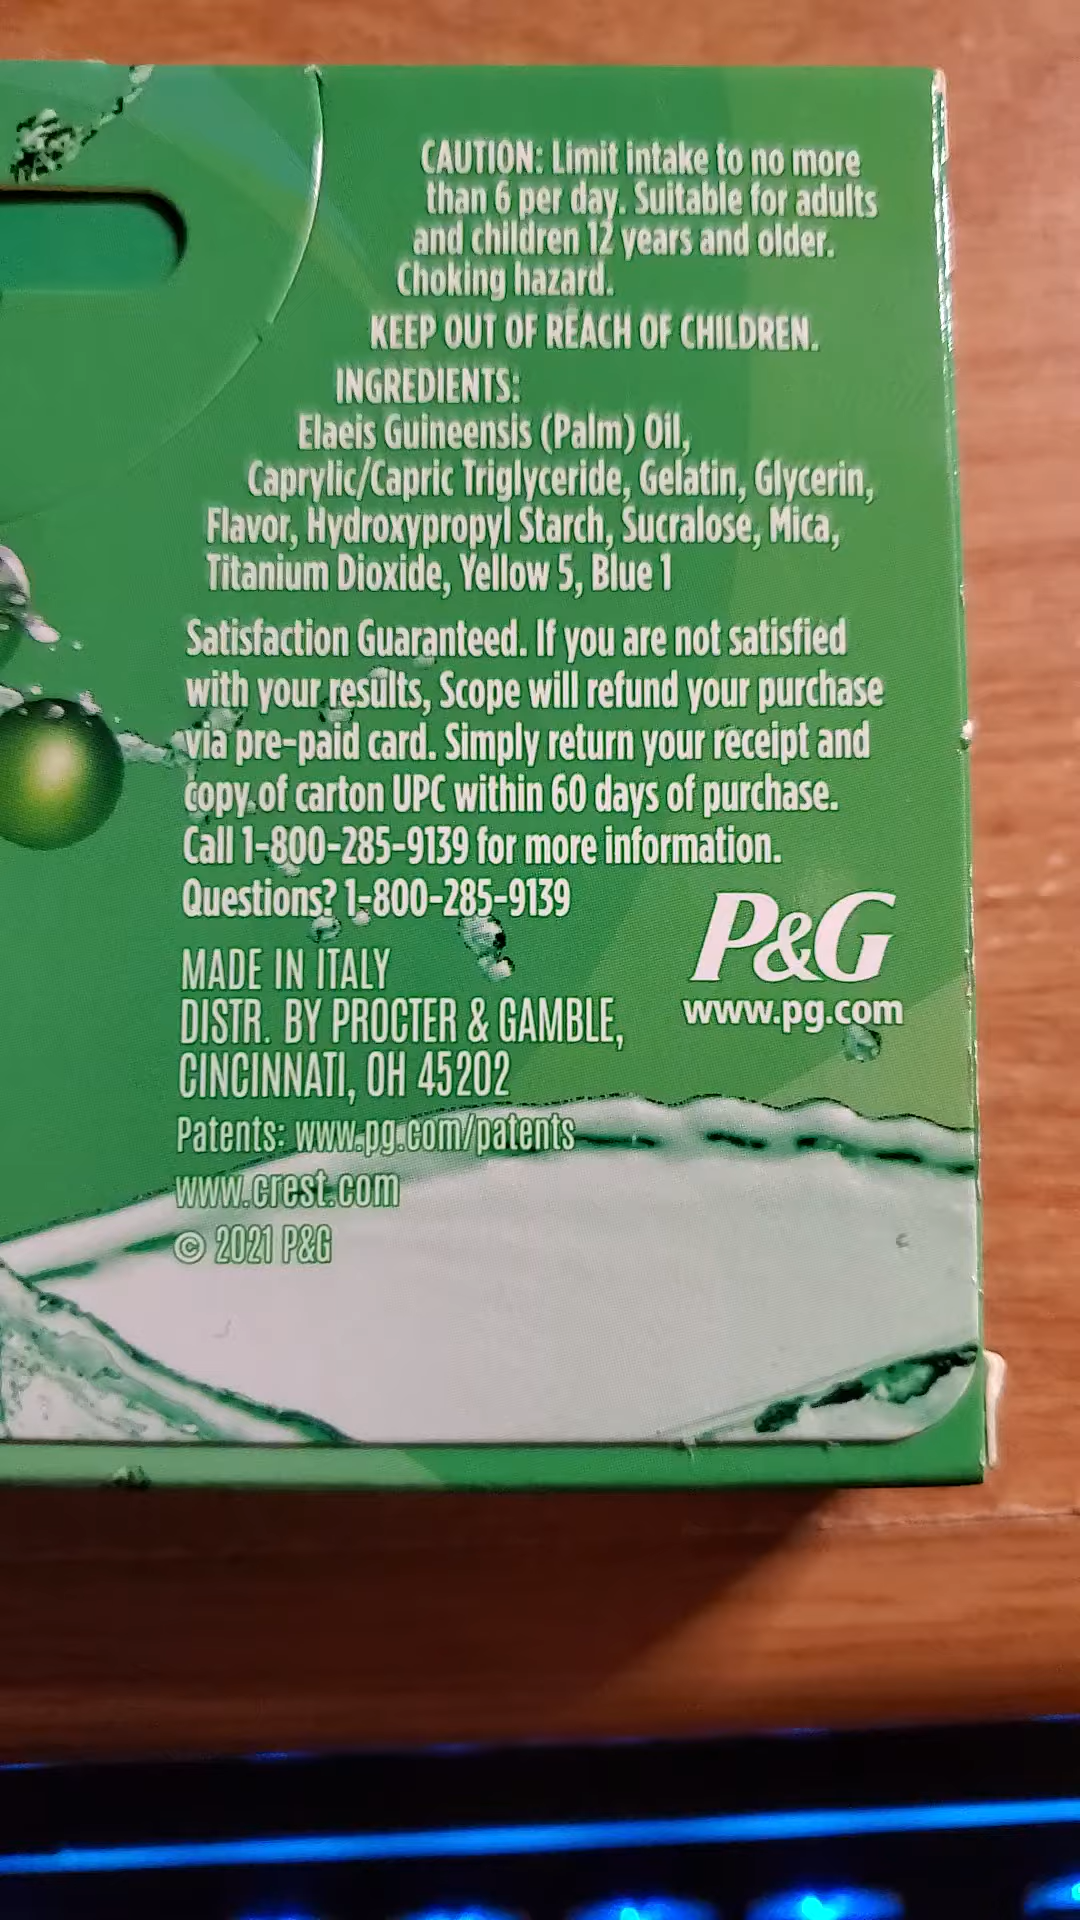 CAUTION: Limit intake to no more
than 6 per day. Suitable for adults
and children 12 years and older.
Choking hazard.
KEEP OUT OF REACH OF CHILDREN.
INGREDIENTS:
Elaeis Guineensis (Palm) Oil,
Caprylic/Capric Triglyceride, Gelatin, Glycerin,
Flavor, Hydroxypropyl Starch, Sucralose, Mica,
Titanium Dioxide, Yellow 5, Blue 1
Satisfaction Guaranteed. If you are not satisfied
with your results, Scope will refund your purchase
via pre-paid card. Simply return your receipt and
copy of carton UPC within 60 days of purchase.
Call 1-800-285-9139 for more information.
Questions? 1-800-285-9139
P&G
www.pg.com
MADE IN ITALY
DISTR. BY PROCTER & GAMBLE,
CINCINNATI, OH 45202
Patents: www.pg.com/patents
www.crest.com
© 2021 P&G